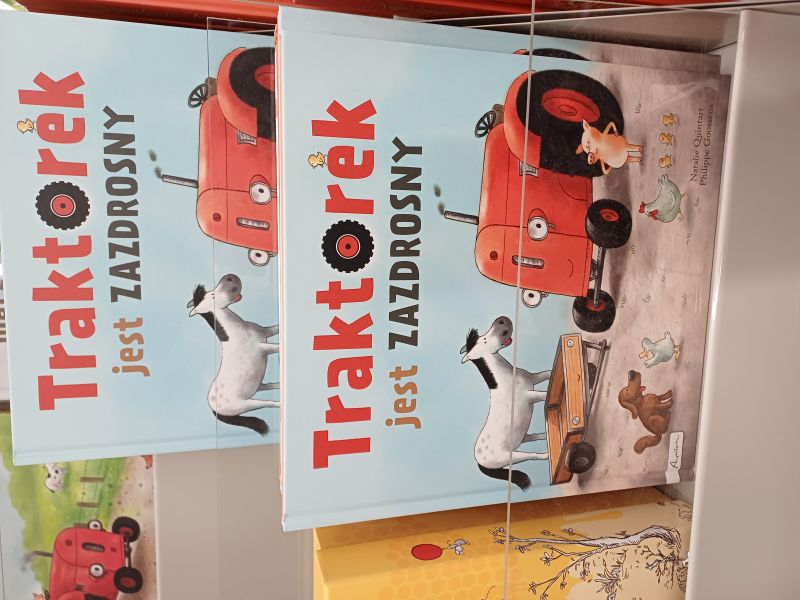 Traktorek
jest ZAZDROSNY
Traktorek
jest ZAZDROSNY
Natalie Quintart
Philippe Goossens